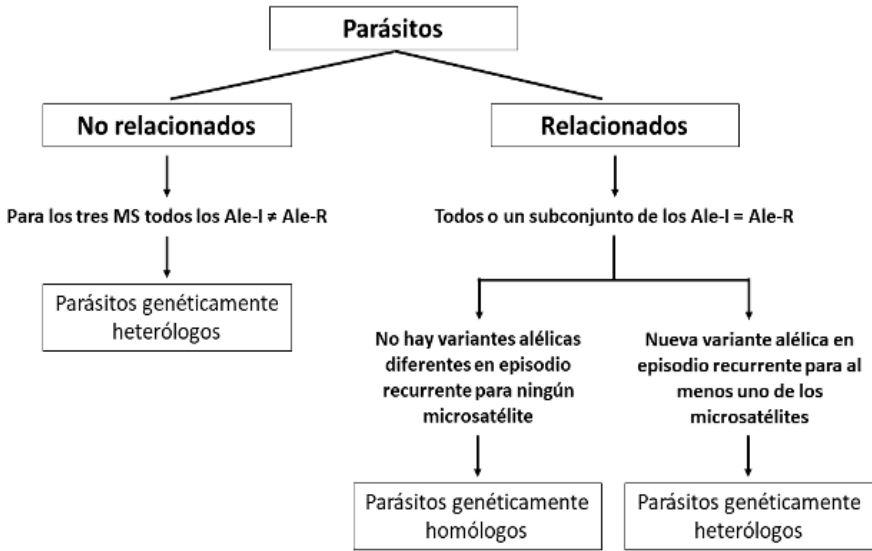 Parásitos
No relacionados
Relacionados
Para los tres MS todos los Ale-I ≠ Ale-R
Todos o un subconjunto de los Ale-I = Ale-R
Parásitos genéticamente
heterólogos
No hay variantes alélicas
diferentes en episodio
recurrente para ningún
microsatélite
Nueva variante alélica en
episodio recurrente para al
menos uno de los
microsatélites
Parásitos genéticamente
homólogos
Parásitos genéticamente
heterólogos